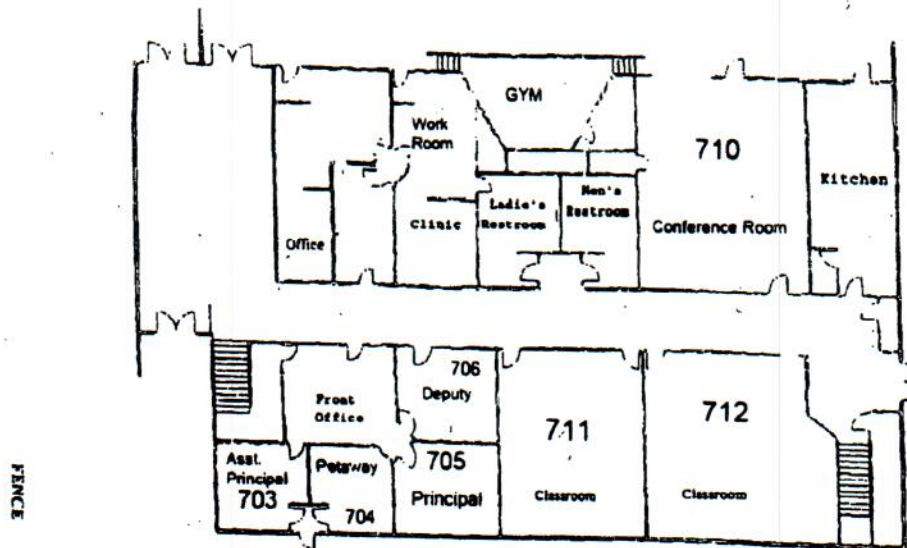 GYM
Work
Room
710
Kitchen
Ladie's
Restroom
Men's
Restroom
Office
Clinic
Conference Room
706
Deputy
Front
Office
711
712
Asst.
Principal
703
Petaway
704
705
Principal
Classroom
Classroom
FENCE